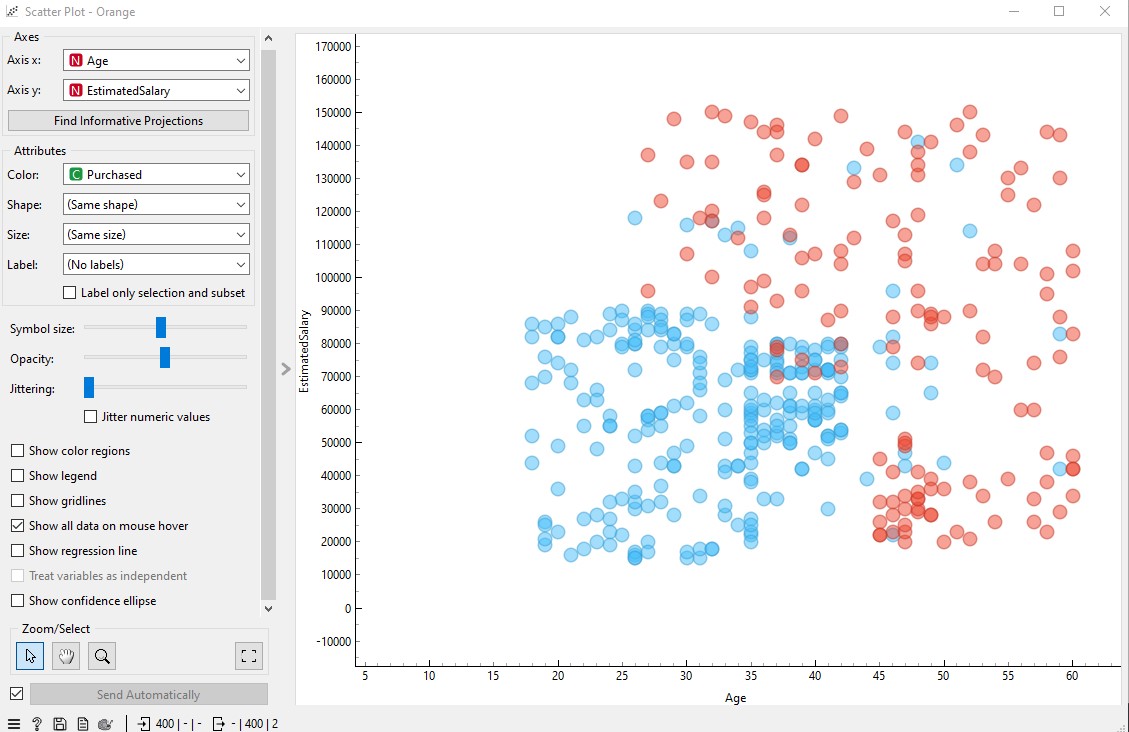 Scatter Plot - Orange
Axes
Axis x: N Age
Axis y: N EstimatedSalary
Find Informative Projections
Attributes
Color: C Purchased
Shape: (Same shape)
Size: (Same size)
Label: (No labels)
Label only selection and subset
Symbol size:
Opacity:
Jittering:
Jitter numeric values
Show color regions
Show legend
Show gridlines
Show all data on mouse hover
Show regression line
Treat variables as independent
Show confidence ellipse
Zoom/Select
Send Automatically
? 400 | - | - - | 400 | 2
170000
160000
150000
140000
130000
120000
110000
100000
90000
80000
70000
60000
50000
40000
30000
20000
10000
0
-10000
EstimatedSalary
5 10 15 20 25 30 35 40 45 50 55 60
Age